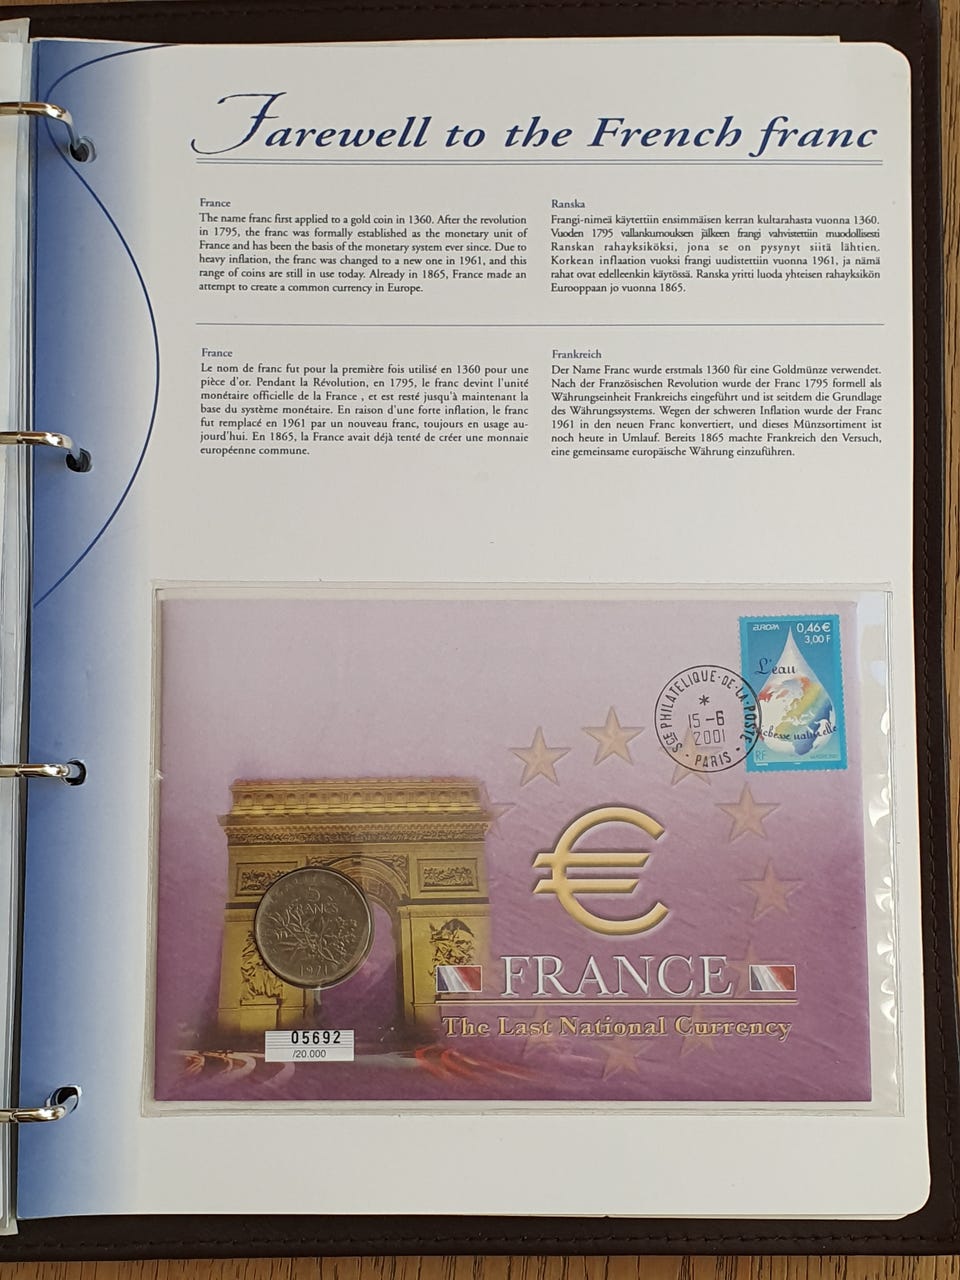 Farewell to the French franc
France
The name franc first applied to a gold coin in 1360. After the revolution
in 1795, the franc was formally established as the monetary unit of
France and has been the basis of the monetary system ever since. Due to
heavy inflation, the franc was changed to a new one in 1961, and this
range of coins are still in use today. Already in 1865, France made an
attempt to create a common currency in Europe.
Ranska
Frangi-nimeä käytettiin ensimmäisen kerran kultarahasta vuonna 1360.
Vuoden 1795 vallankumouksen jälkeen frangi vahvistettiin muodollisesti
Ranskan rahayksiköksi, jona se on pysynyt siitä lähtien.
Korkean inflaation vuoksi frangi uudistettiin vuonna 1961, ja nämä
rahat ovat edelleenkin käytössä. Ranska yritti luoda yhteisen rahayksikön
Eurooppaan jo vuonna 1865.
France
Le nom de franc fut pour la première fois utilisé en 1360 pour une
pièce d'or. Pendant la Révolution, en 1795, le franc devint l'unité
monétaire officielle de la France , et est resté jusqu'à maintenant la
base du système monétaire. En raison d'une forte inflation, le franc
fut remplacé en 1961 par un nouveau franc, toujours en usage au-
jourd'hui. En 1865, la France avait déjà tenté de créer une monnaie
européenne commune.
Frankreich
Der Name Franc wurde erstmals 1360 für eine Goldmünze verwendet.
Nach der Französischen Revolution wurde der Franc 1795 formell als
Währungseinheit Frankreichs eingeführt und ist seitdem die Grundlage
des Währungssystems. Wegen der schweren Inflation wurde der Franc
1961 in den neuen Franc konvertiert, und dieses Münzsortiment ist
noch heute in Umlauf. Bereits 1865 machte Frankreich den Versuch,
eine gemeinsame europäische Währung einzuführen.
EUROPA 0,46 €
3,00 F
L'eau
richesse naturelle
RF
SCE PHILATELIQUE·DE·LA·POSTE
*
15-6
2001
· PARIS ·
€
5
FRANCS
1971
FRANCE
The Last National Currency
05692
/20.000